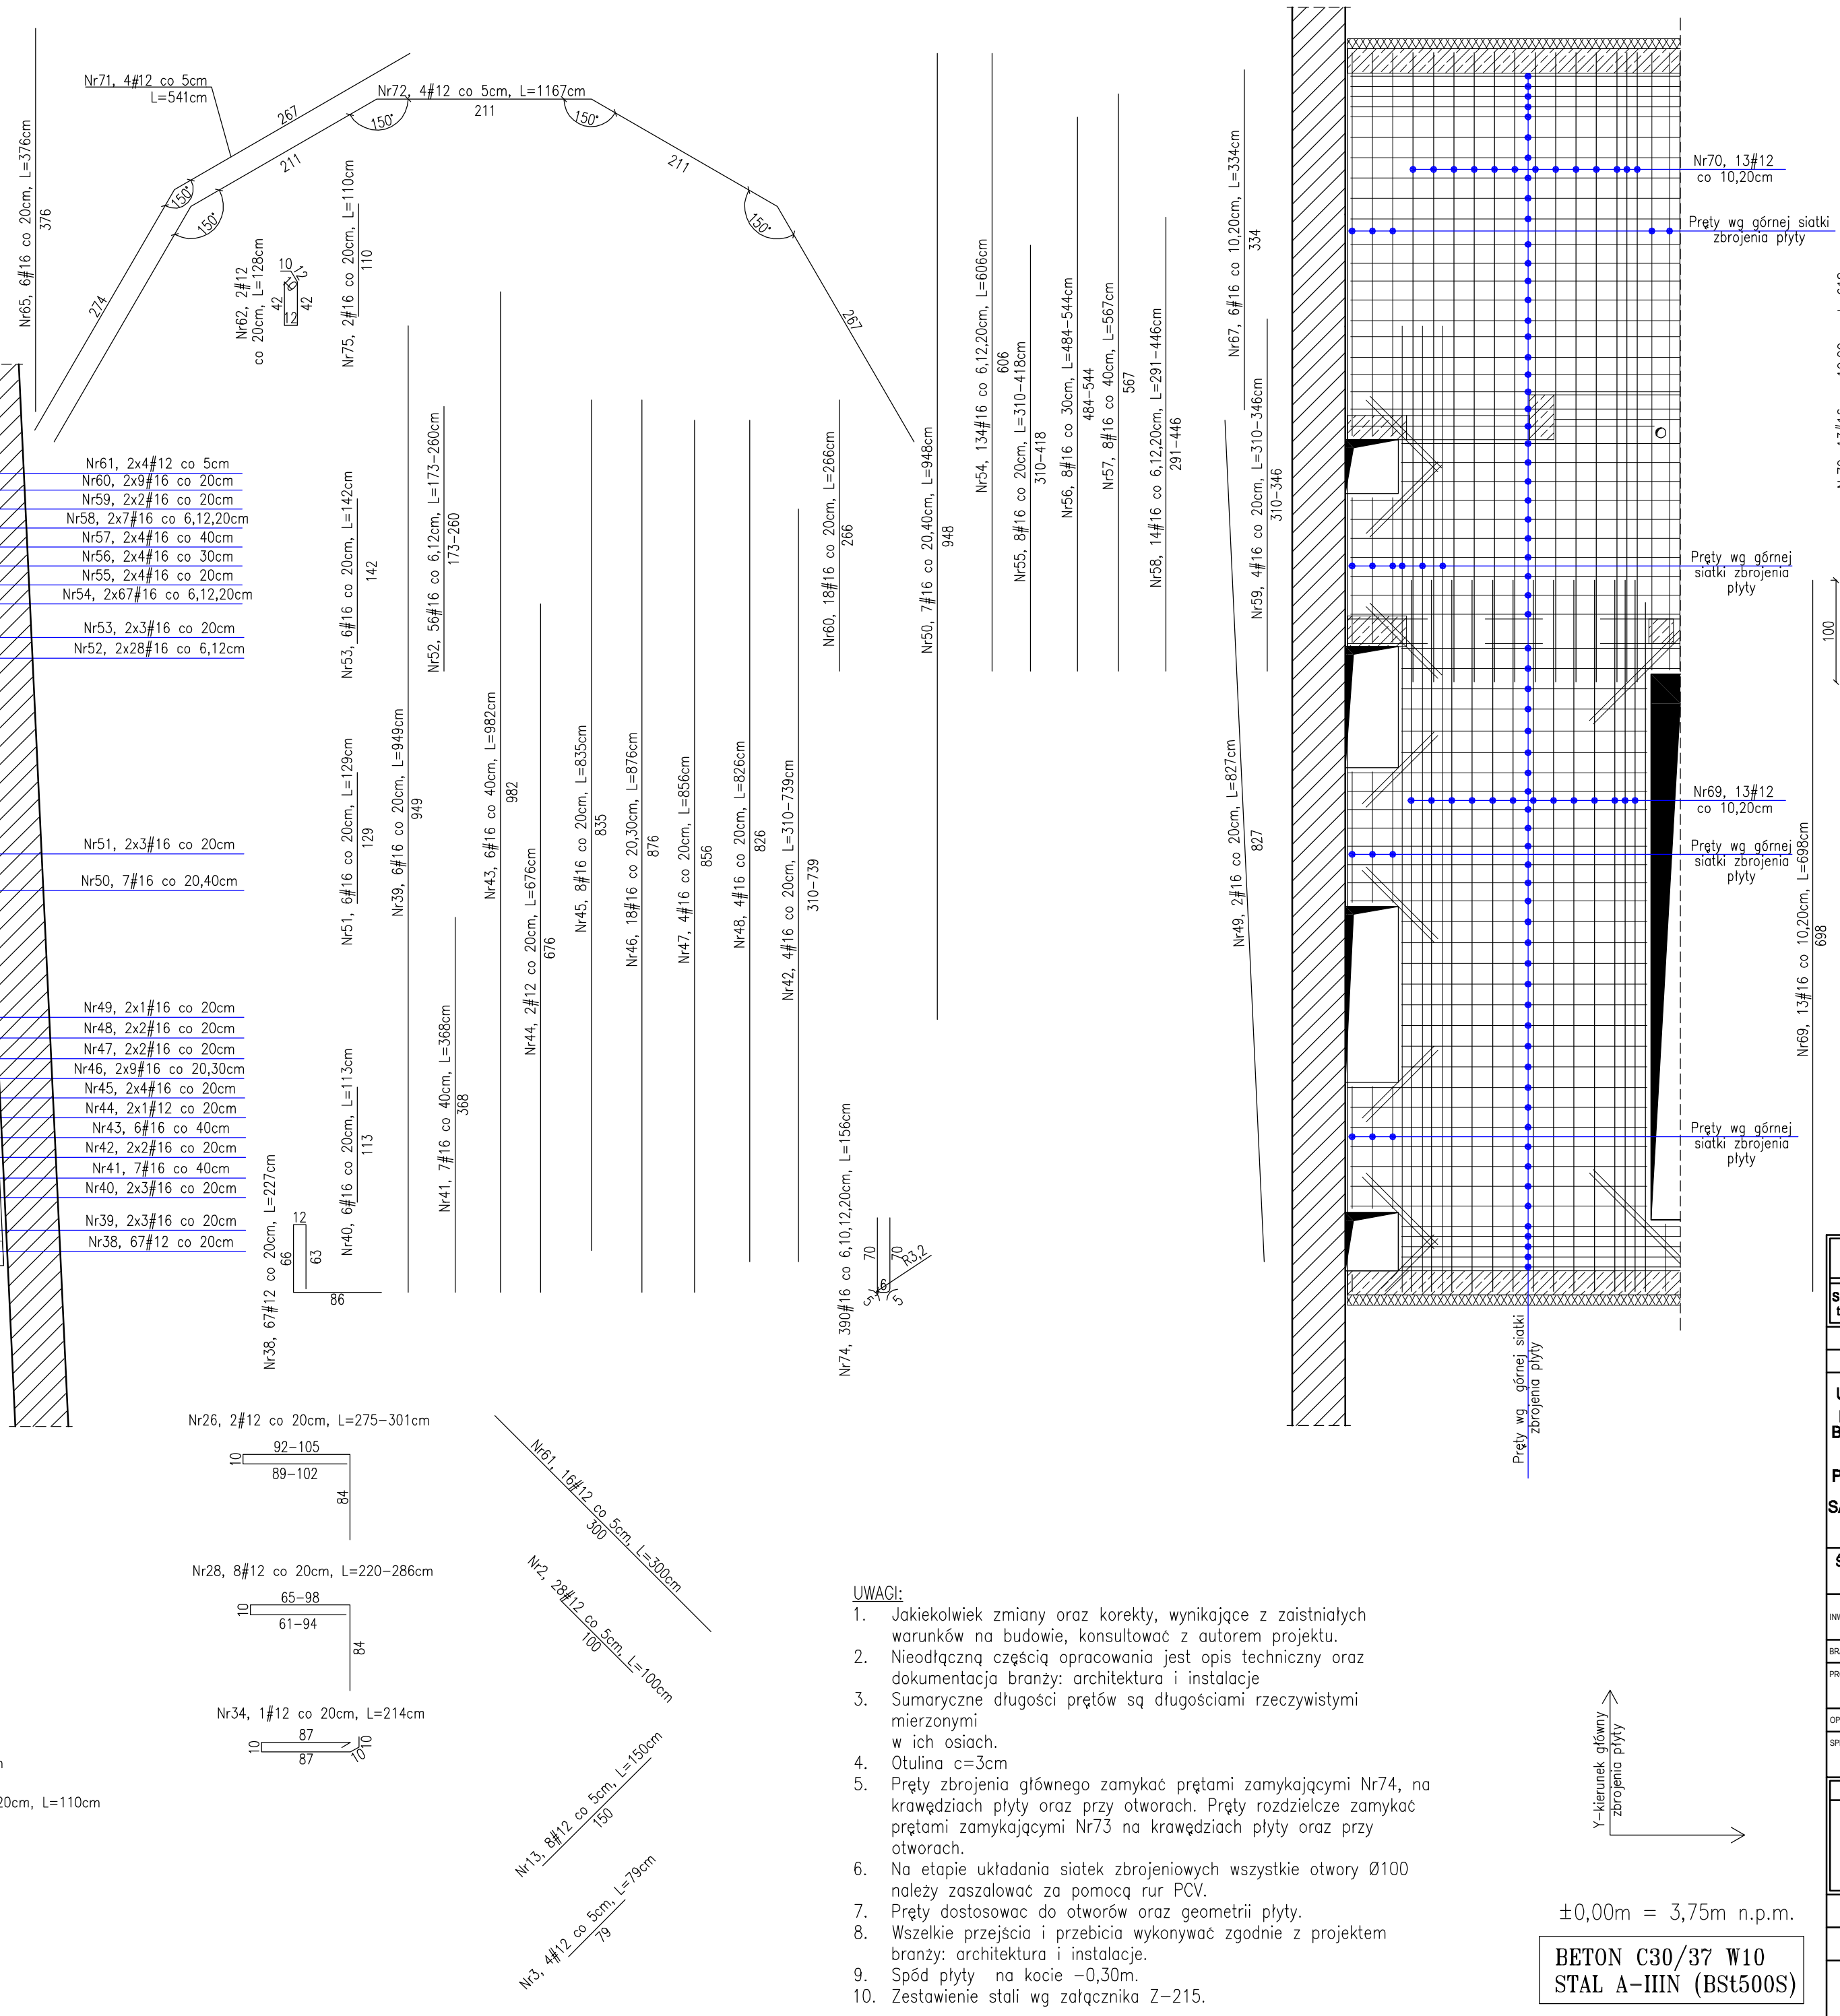 Nr65, 6#16 co 20cm, L=376cm
376
Nr71, 4#12 co 5cm
L=541cm
267
274
150°
Nr72, 4#12 co 5cm, L=1167cm
211
211
211
267
150°
150°
150°
150°
Nr62, 2#12
co 20cm, L=128cm
10
12
10
42
42
12
Nr75, 2#16 co 20cm, L=110cm
110
Nr61, 2x4#12 co 5cm
Nr60, 2x9#16 co 20cm
Nr59, 2x2#16 co 20cm
Nr58, 2x7#16 co 6,12,20cm
Nr57, 2x4#16 co 40cm
Nr56, 2x4#16 co 30cm
Nr55, 2x4#16 co 20cm
Nr54, 2x67#16 co 6,12,20cm
Nr53, 2x3#16 co 20cm
Nr52, 2x28#16 co 6,12cm
Nr51, 2x3#16 co 20cm
Nr50, 7#16 co 20,40cm
Nr49, 2x1#16 co 20cm
Nr48, 2x2#16 co 20cm
Nr47, 2x2#16 co 20cm
Nr46, 2x9#16 co 20,30cm
Nr45, 2x4#16 co 20cm
Nr44, 2x1#12 co 20cm
Nr43, 6#16 co 40cm
Nr42, 2x2#16 co 20cm
Nr41, 7#16 co 40cm
Nr40, 2x3#16 co 20cm
Nr39, 2x3#16 co 20cm
Nr38, 67#12 co 20cm
Nr53, 6#16 co 20cm, L=142cm
142
Nr51, 6#16 co 20cm, L=129cm
129
Nr40, 6#16 co 20cm, L=113cm
113
Nr38, 67#12 co 20cm, L=227cm
12
66
63
86
Nr39, 6#16 co 20cm, L=949cm
949
Nr52, 56#16 co 6,12cm, L=173-260cm
173-260
Nr41, 7#16 co 40cm, L=368cm
368
Nr43, 6#16 co 40cm, L=982cm
982
Nr44, 2#12 co 20cm, L=676cm
676
Nr45, 8#16 co 20cm, L=835cm
835
Nr46, 18#16 co 20,30cm, L=876cm
876
Nr47, 4#16 co 20cm, L=856cm
856
Nr48, 4#16 co 20cm, L=826cm
826
Nr42, 4#16 co 20cm, L=310-739cm
310-739
Nr60, 18#16 co 20cm, L=266cm
266
Nr74, 390#16 co 6,10,12,20cm, L=156cm
70
70
R3,2
6
5
5
Nr50, 7#16 co 20,40cm, L=948cm
948
Nr54, 134#16 co 6,12,20cm, L=606cm
606
Nr55, 8#16 co 20cm, L=310-418cm
310-418
Nr56, 8#16 co 30cm, L=484-544cm
484-544
Nr57, 8#16 co 40cm, L=567cm
567
Nr58, 14#16 co 6,12,20cm, L=291-446cm
291-446
Nr67, 6#16 co 10,20cm, L=334cm
334
Nr59, 4#16 co 20cm, L=310-346cm
310-346
Nr49, 2#16 co 20cm, L=827cm
827
Nr70, 13#12
co 10,20cm
Pręty wg górnej siatki
zbrojenia płyty
Pręty wg górnej
siatki zbrojenia
płyty
Nr69, 13#12
co 10,20cm
Pręty wg górnej
siatki zbrojenia
płyty
Pręty wg górnej
siatki zbrojenia
płyty
Pręty wg górnej siatki
zbrojenia płyty
100
Nr69, 13#16 co 10,20cm, L=698cm
698
Nr26, 2#12 co 20cm, L=275-301cm
92-105
10
89-102
84
Nr28, 8#12 co 20cm, L=220-286cm
65-98
10
61-94
84
Nr34, 1#12 co 20cm, L=214cm
87
10
87
10
10
20cm, L=110cm
Nr61, 16#12 co 5cm, L=300cm
300
Nr2, 28#12 co 5cm, L=100cm
100
Nr13, 8#12 co 5cm, L=150cm
150
Nr3, 4#12 co 5cm, L=79cm
79
UWAGI:
1. Jakiekolwiek zmiany oraz korekty, wynikające z zaistniałych
warunków na budowie, konsultować z autorem projektu.
2. Nieodłączną częścią opracowania jest opis techniczny oraz
dokumentacja branży: architektura i instalacje
3. Sumaryczne długości prętów są długościami rzeczywistymi
mierzonymi
w ich osiach.
4. Otulina c=3cm
5. Pręty zbrojenia głównego zamykać prętami zamykającymi Nr74, na
krawędziach płyty oraz przy otworach. Pręty rozdzielcze zamykać
prętami zamykającymi Nr73 na krawędziach płyty oraz przy
otworach.
6. Na etapie układania siatek zbrojeniowych wszystkie otwory Ø100
należy zaszalować za pomocą rur PCV.
7. Pręty dostosowac do otworów oraz geometrii płyty.
8. Wszelkie przejścia i przebicia wykonywać zgodnie z projektem
branży: architektura i instalacje.
9. Spód płyty na kocie -0,30m.
10. Zestawienie stali wg załącznika Z-215.
Y-kierunek główny
zbrojenia płyty
±0,00m = 3,75m n.p.m.
BETON C30/37 W10
STAL A-IIIN (BSt500S)